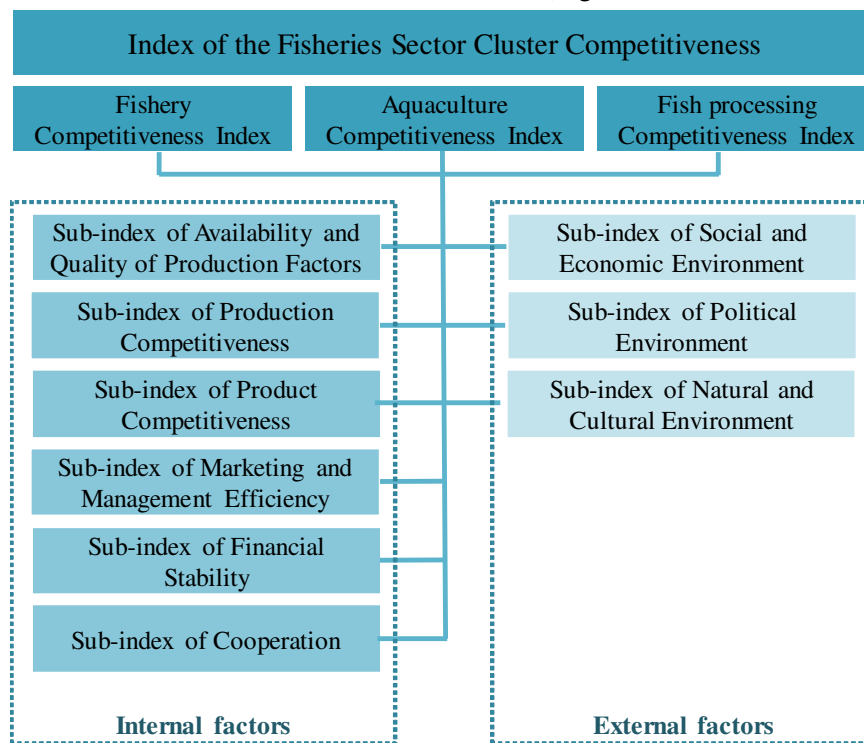 Index of the Fisheries Sector Cluster Competitiveness
Fishery
Competitiveness Index
Aquaculture
Competitiveness Index
Fish processing
Competitiveness Index
Sub-index of Availability and
Quality of Production Factors
Sub-index of Production
Competitiveness
Sub-index of Product
Competitiveness
Sub-index of Marketing and
Management Efficiency
Sub-index of Financial
Stability
Sub-index of Cooperation
Internal factors
Sub-index of Social and
Economic Environment
Sub-index of Political
Environment
Sub-index of Natural and
Cultural Environment
External factors